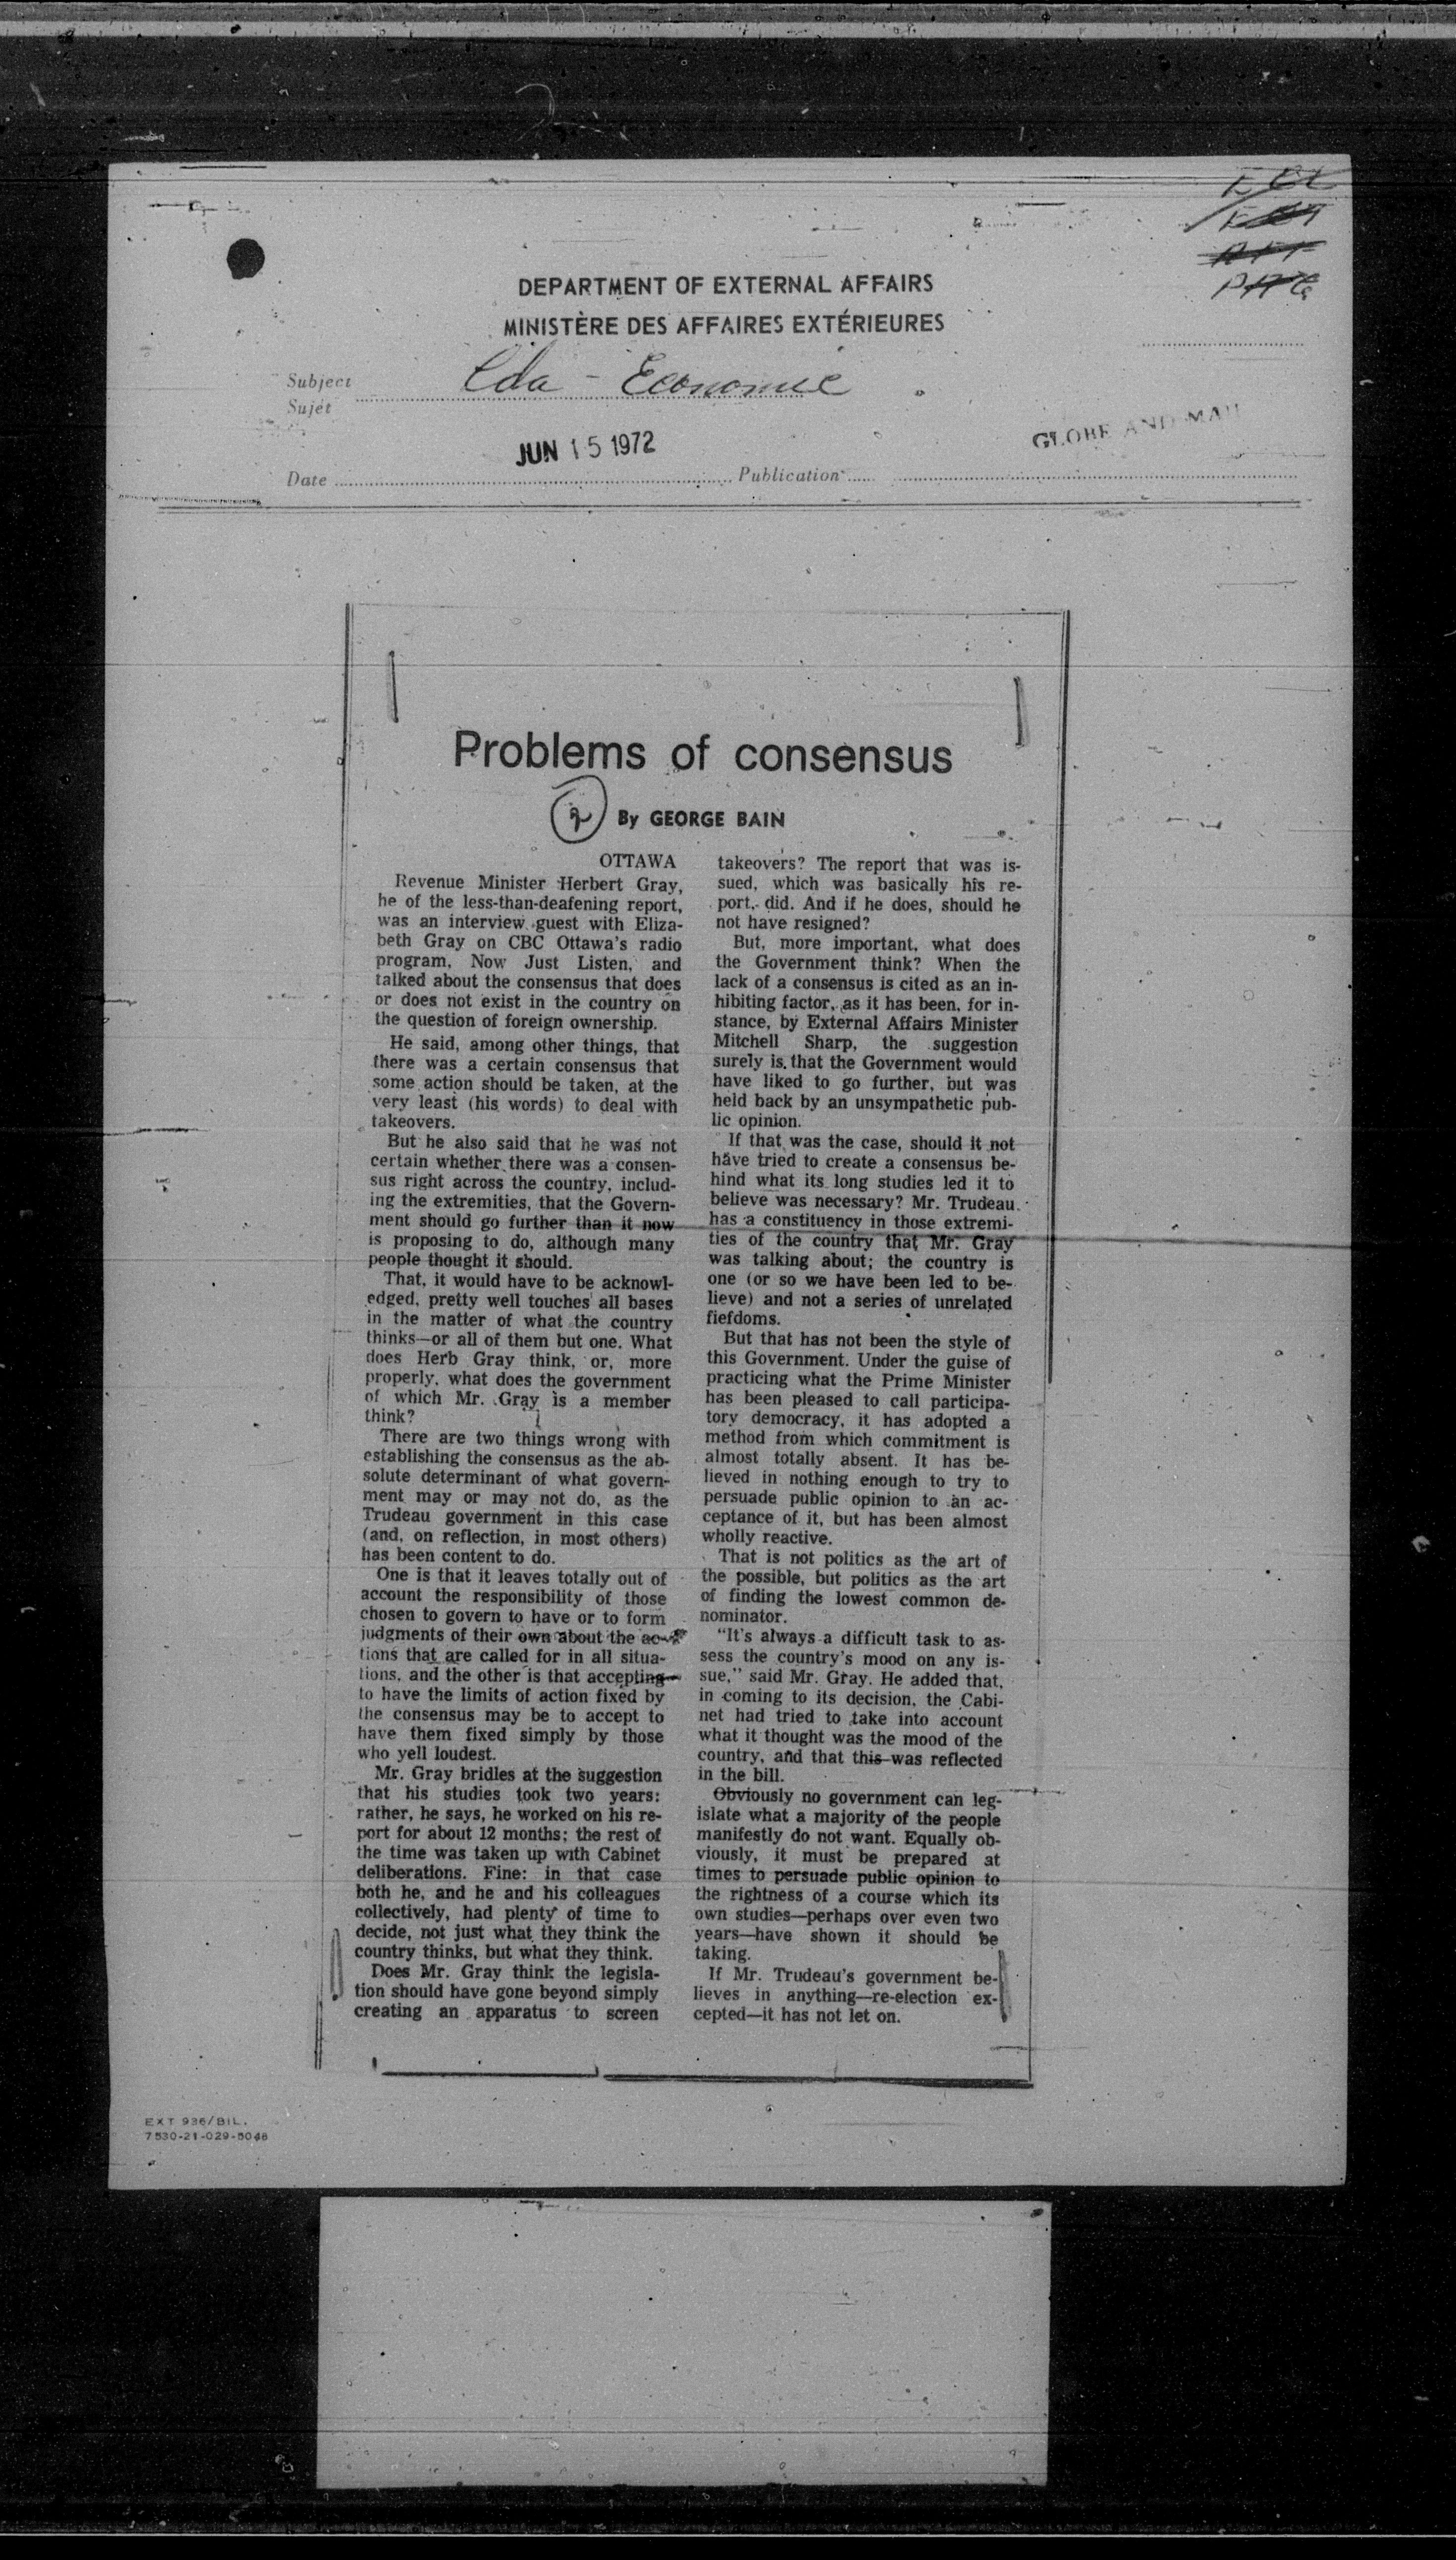 DEPARTMENT OF EXTERNAL AFFAIRS
MINISTÈRE DES AFFAIRES EXTÉRIEURES
Subject
Sujet
Cda - Economic
JUN 15 1972
GLOBE AND MAIL
Date
Publication
Problems of consensus
2
By GEORGE BAIN
OTTAWA
Revenue Minister Herbert Gray,
he of the less-than-deafening report,
was an interview guest with Eliza-
beth Gray on CBC Ottawa's radio
program, Now Just Listen, and
talked about the consensus that does
or does not exist in the country on
the question of foreign ownership.
He said, among other things, that
there was a certain consensus that
some action should be taken, at the
very least (his words) to deal with
takeovers.
But he also said that he was not
certain whether there was a consen-
sus right across the country, includ-
ing the extremities, that the Govern-
ment should go further than it now
is proposing to do, although many
people thought it should.
That, it would have to be acknowl-
edged, pretty well touches all bases
in the matter of what the country
thinks—or all of them but one. What
does Herb Gray think, or, more
properly, what does the government
of which Mr. Gray is a member
think?
There are two things wrong with
establishing the consensus as the ab-
solute determinant of what govern-
ment may or may not do, as the
Trudeau government in this case
(and, on reflection, in most others)
has been content to do.
One is that it leaves totally out of
account the responsibility of those
chosen to govern to have or to form
judgments of their own about the ac-
tions that are called for in all situa-
tions, and the other is that accepting
to have the limits of action fixed by
the consensus may be to accept to
have them fixed simply by those
who yell loudest.
Mr. Gray bridles at the suggestion
that his studies took two years:
rather, he says, he worked on his re-
port for about 12 months; the rest of
the time was taken up with Cabinet
deliberations. Fine: in that case
both he, and he and his colleagues
collectively, had plenty of time to
decide, not just what they think the
country thinks, but what they think.
Does Mr. Gray think the legisla-
tion should have gone beyond simply
creating an apparatus to screen
takeovers? The report that was is-
sued, which was basically his re-
port, did. And if he does, should he
not have resigned?
But, more important, what does
the Government think? When the
lack of a consensus is cited as an in-
hibiting factor, as it has been, for in-
stance, by External Affairs Minister
Mitchell Sharp, the suggestion
surely is that the Government would
have liked to go further, but was
held back by an unsympathetic pub-
lic opinion.
If that was the case, should it not
have tried to create a consensus be-
hind what its long studies led it to
believe was necessary? Mr. Trudeau
has a constituency in those extremi-
ties of the country that Mr. Gray
was talking about; the country is
one (or so we have been led to be-
lieve) and not a series of unrelated
fiefdoms.
But that has not been the style of
this Government. Under the guise of
practicing what the Prime Minister
has been pleased to call participa-
tory democracy, it has adopted a
method from which commitment is
almost totally absent. It has be-
lieved in nothing enough to try to
persuade public opinion to an ac-
ceptance of it, but has been almost
wholly reactive.
That is not politics as the art of
the possible, but politics as the art
of finding the lowest common de-
nominator.
"It's always a difficult task to as-
sess the country's mood on any is-
sue," said Mr. Gray. He added that,
in coming to its decision, the Cabi-
net had tried to take into account
what it thought was the mood of the
country, and that this was reflected
in the bill.
Obviously no government can leg-
islate what a majority of the people
manifestly do not want. Equally ob-
viously, it must be prepared at
times to persuade public opinion to
the rightness of a course which its
own studies—perhaps over even two
years—have shown it should be
taking.
If Mr. Trudeau's government be-
lieves in anything—re-election ex-
cepted—it has not let on.
EXT 936/BIL.
7530-21-029-5048